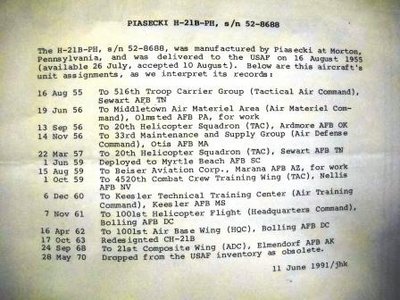 PIASECKI H-21B-PH, s/n 52-8688
The H-21B-PH, s/n 52-8688, was manufactured by Piasecki at Morton,
Pennsylvania, and was delivered to the USAF on 16 August 1955
(available 26 July, accepted 10 August). Below are this aircraft's
unit assignments, as we interpret its records:
16 Aug 55 To 516th Troop Carrier Group (Tactical Air Command),
Sewart AFB TN
19 Jun 56 To Middletown Air Materiel Area (Air Materiel Com-
mand), Olmsted AFB PA, for work
13 Sep 56 To 20th Helicopter Squadron (TAC), Ardmore AFB OK
14 Nov 56 To 33rd Maintenance and Supply Group (Air Defense
Command), Otis AFB MA
22 Mar 57 To 20th Helicopter Squadron (TAC), Sewart AFB TN
1 Jun 59 Deployed to Myrtle Beach AFB SC
15 Aug 59 To Beiser Aviation Corp., Marana AFB AZ, for work
1 Oct 59 To 4520th Combat Crew Training Wing (TAC), Nellis
AFB NV
6 Dec 60 To Keesler Technical Training Center (Air Training
Command), Keesler AFB MS
7 Nov 61 To 1001st Helicopter Flight (Headquarters Command),
Bolling AFB DC
16 Apr 62 To 1001st Air Base Wing (HQC), Bolling AFB DC
17 Oct 63 Redesignated CH-21B
24 Sep 68 To 21st Composite Wing (ADC), Elmendorf AFB AK
28 May 70 Dropped from the USAF inventory as obsolete.
11 June 1991/jhk